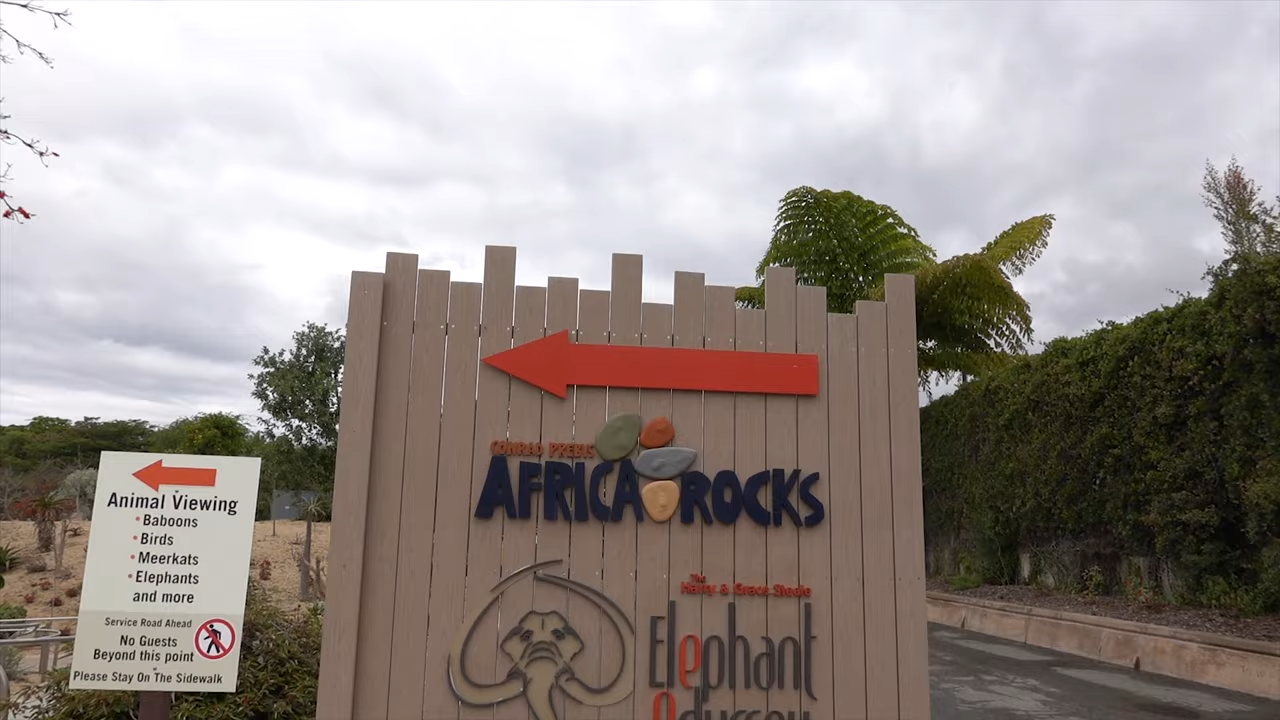 CONRAD PREBYS
AFRICA ROCKS
The
Harry & Grace Steele
Elephant
Odyssey
Animal Viewing
• Baboons
• Birds
• Meerkats
• Elephants
and more
Service Road Ahead
No Guests
Beyond this point
Please Stay On The Sidewalk